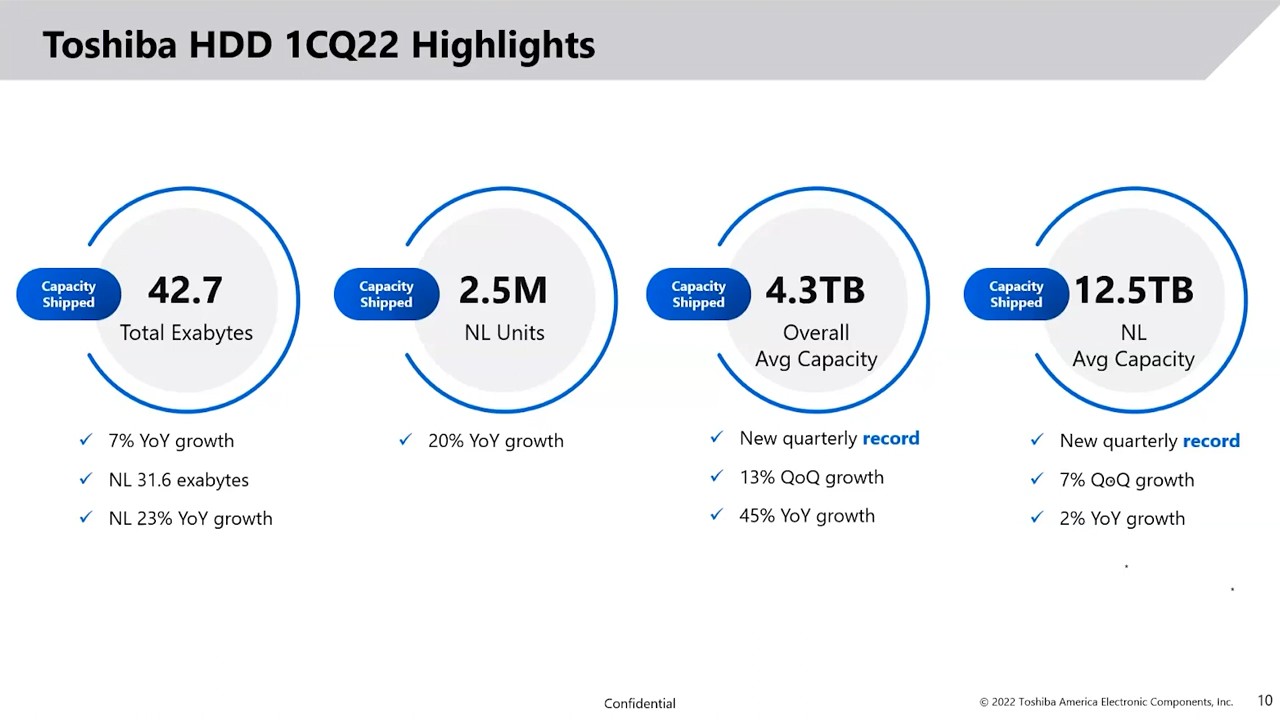 Toshiba HDD 1CQ22 Highlights
Capacity
Shipped
42.7
Total Exabytes
7% YoY growth
NL 31.6 exabytes
NL 23% YoY growth
Capacity
Shipped
2.5M
NL Units
20% YoY growth
Capacity
Shipped
4.3TB
Overall
Avg Capacity
New quarterly record
13% QoQ growth
45% YoY growth
Capacity
Shipped
12.5TB
NL
Avg Capacity
New quarterly record
7% QoQ growth
2% YoY growth
Confidential
© 2022 Toshiba America Electronic Components, Inc.
10